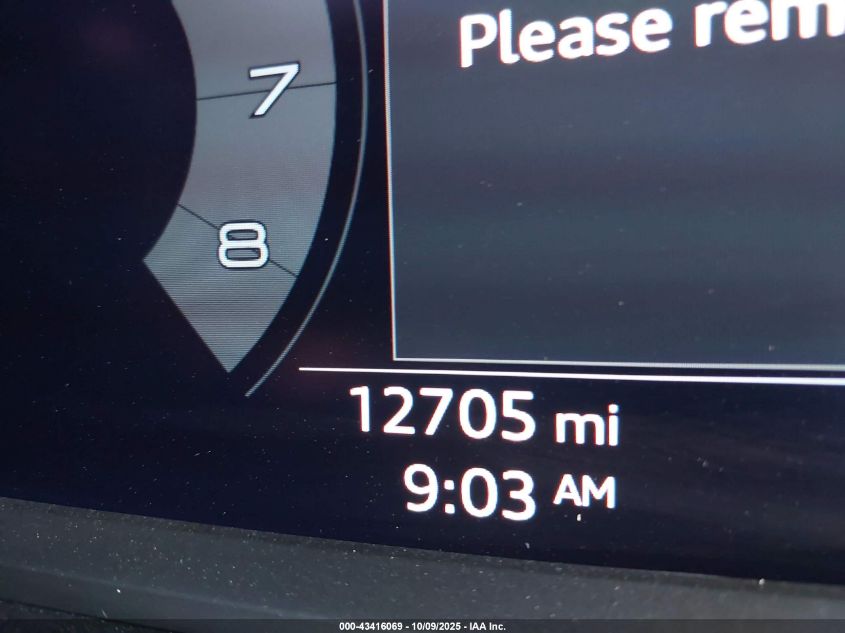 Please rem
7
8
12705 mi
9:03 AM
000-43416069 - 10/09/2025 - IAA Inc.